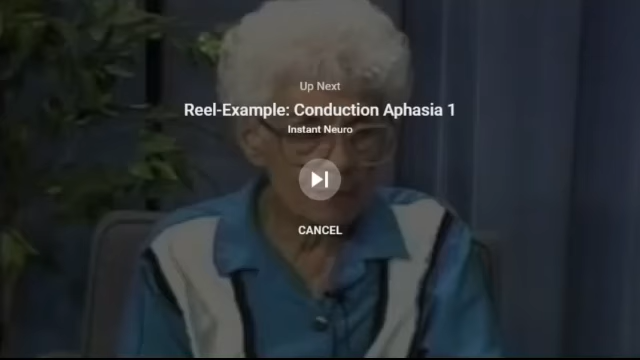 Up Next
Reel-Example: Conduction Aphasia 1
Instant Neuro
CANCEL